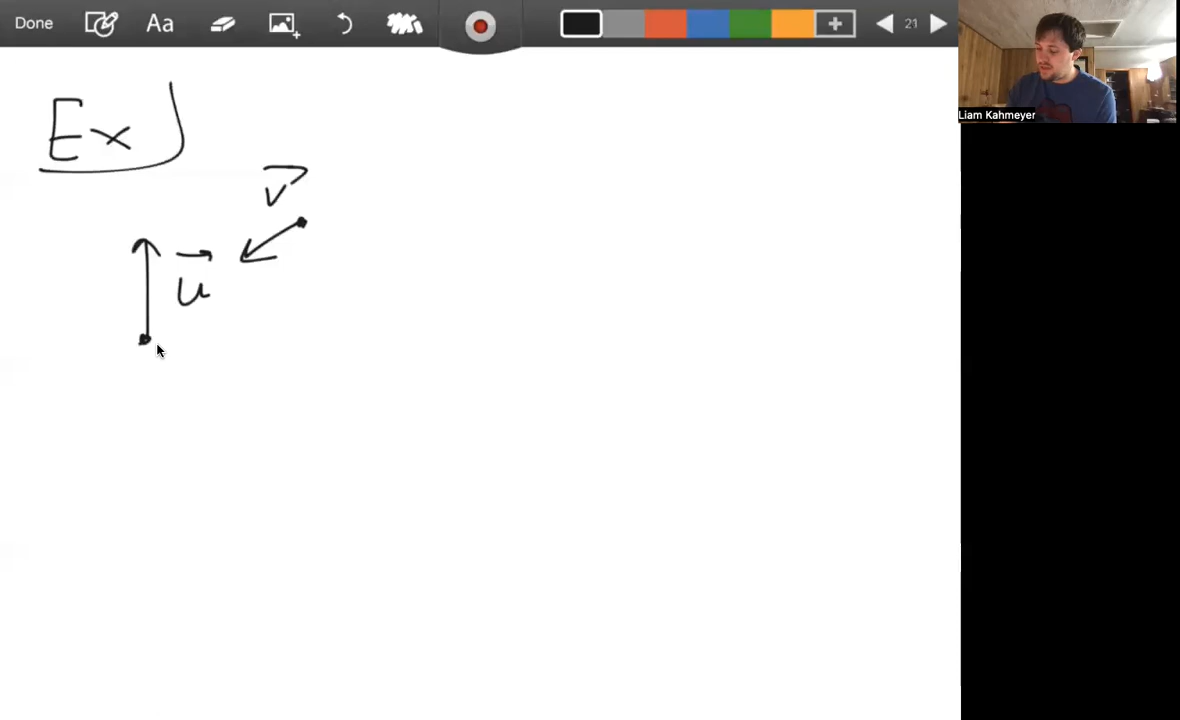 Done Aa 21
Liam Kahmeyer
Ex
v⃗
u⃗